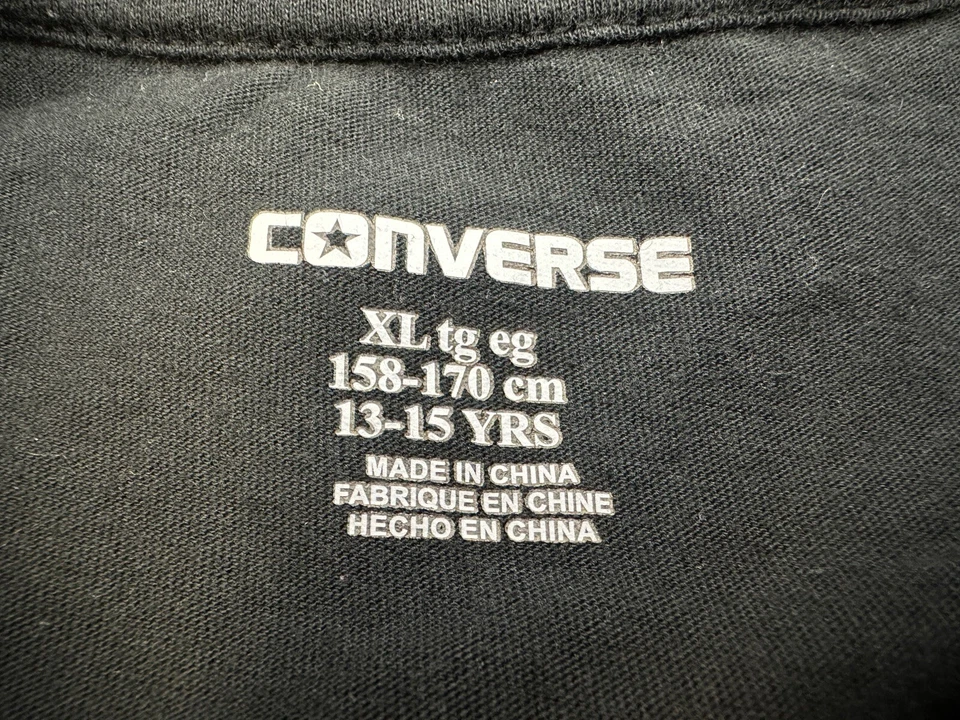 CONVERSE
XL tg eg
158-170 cm
13-15 YRS
MADE IN CHINA
FABRIQUE EN CHINE
HECHO EN CHINA